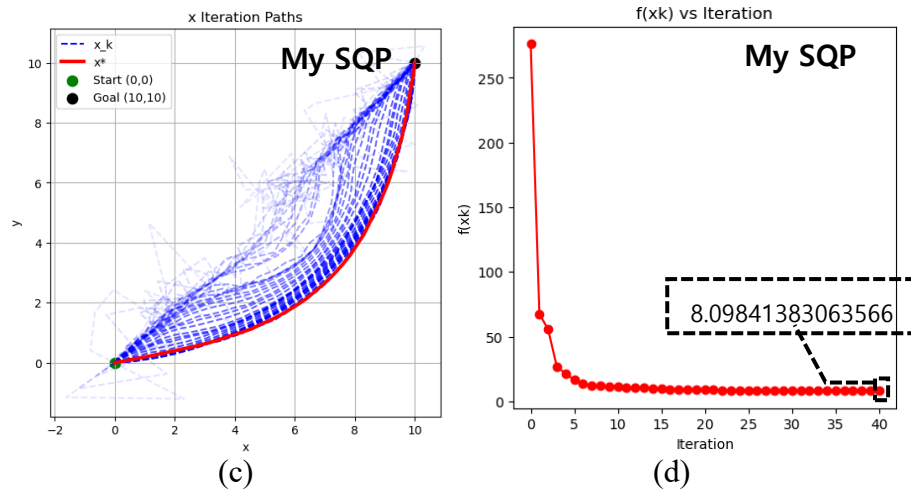 x Iteration Paths
My SQP
x_k
x*
Start (0,0)
Goal (10,10)
10
8
6
4
2
0
y
−2
0
2
4
6
8
10
x
(c)
f(xk) vs Iteration
My SQP
250
200
150
100
50
0
f(xk)
8.098413830635​66
0
5
10
15
20
25
30
35
40
Iteration
(d)